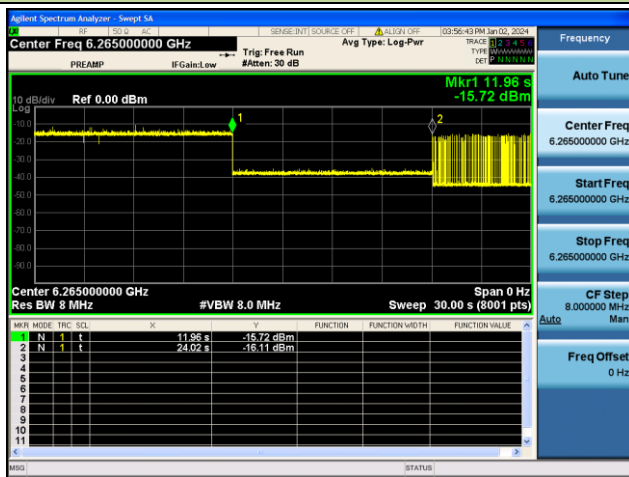 Agilent Spectrum Analyzer - Swept SA
RF 50 Ω AC SENSE:INT SOURCE OFF ALIGN OFF 03:56:43 PM Jan 02, 2024
Center Freq 6.265000000 GHz
PREAMP IFGain:Low
Trig: Free Run
#Atten: 30 dB
Avg Type: Log-Pwr
TRACE 1 2 3 4 5 6
TYPE
DET P N N N N N
Mkr1 11.96 s
-15.72 dBm
10 dB/div Ref 0.00 dBm
Log
1
2
-10.0
-20.0
-30.0
-40.0
-50.0
-60.0
-70.0
-80.0
-90.0
Center 6.265000000 GHz Span 0 Hz
Res BW 8 MHz #VBW 8.0 MHz Sweep 30.00 s (8001 pts)
MKR MODE TRC SCL X Y FUNCTION FUNCTION WIDTH FUNCTION VALUE
1 N 1 t 11.96 s -15.72 dBm
2 N 1 t 24.02 s -16.11 dBm
3
4
5
6
7
8
9
10
11
MSG STATUS
Frequency
Auto Tune
Center Freq
6.265000000 GHz
Start Freq
6.265000000 GHz
Stop Freq
6.265000000 GHz
CF Step
8.000000 MHz
Auto Man
Freq Offset
0 Hz